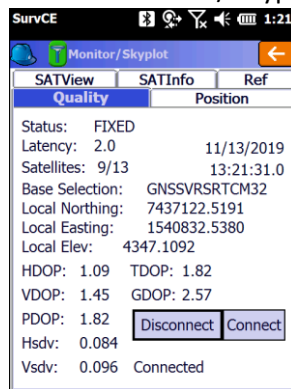 SurvCE 1:21
Monitor/Skyplot
SATView SATInfo Ref
Quality Position
Status: FIXED
Latency: 2.0 11/13/2019
Satellites: 9/13 13:21:31.0
Base Selection: GNSSVRSRTCM32
Local Northing: 7437122.5191
Local Easting: 1540832.5380
Local Elev: 4347.1092
HDOP: 1.09 TDOP: 1.82
VDOP: 1.45 GDOP: 2.57
PDOP: 1.82 Disconnect Connect
Hsdv: 0.084
Vsdv: 0.096 Connected